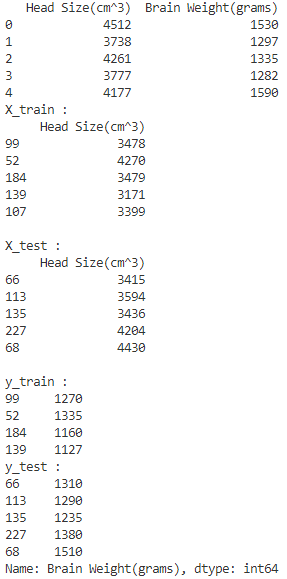 Head Size(cm^3) Brain Weight(grams)
0 4512 1530
1 3738 1297
2 4261 1335
3 3777 1282
4 4177 1590
X_train :
Head Size(cm^3)
99 3478
52 4270
184 3479
139 3171
107 3399
X_test :
Head Size(cm^3)
66 3415
113 3594
135 3436
227 4204
68 4430
y_train :
99 1270
52 1335
184 1160
139 1127
y_test :
66 1310
113 1290
135 1235
227 1380
68 1510
Name: Brain Weight(grams), dtype: int64